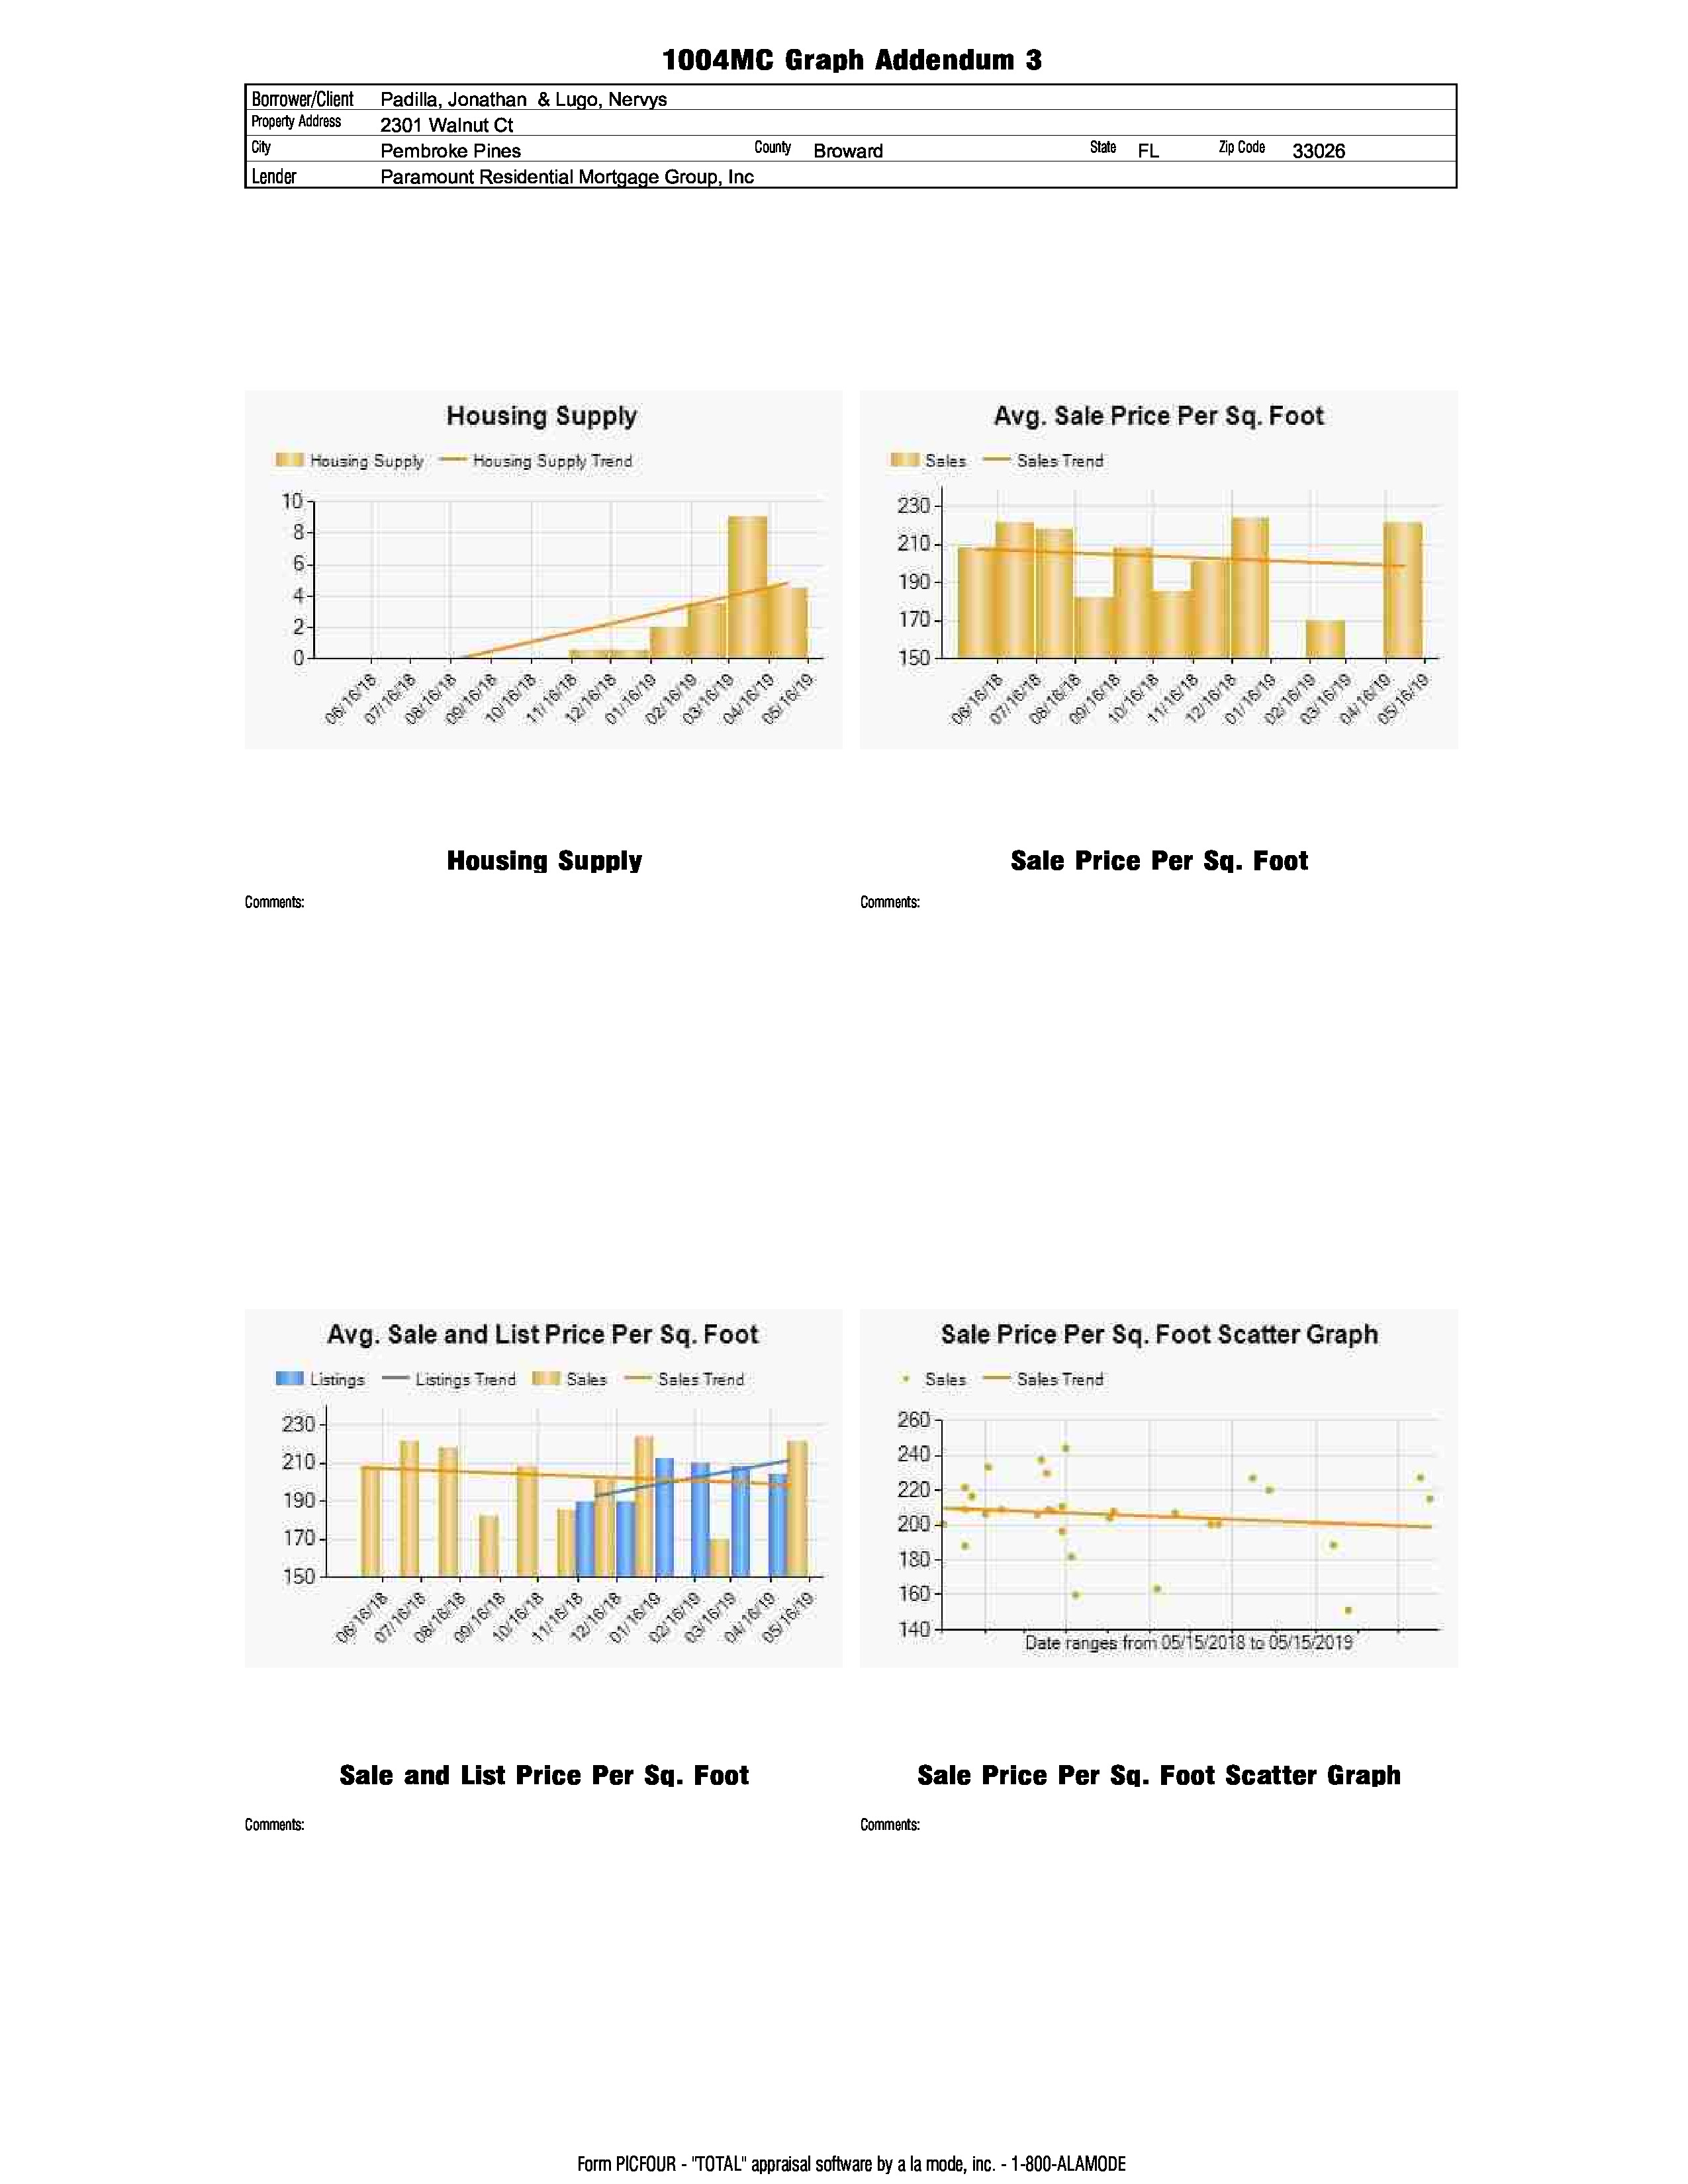 1004MC Graph Addendum 3
Borrower/Client Padilla, Jonathan & Lugo, Nervys
Property Address 2301 Walnut Ct
City Pembroke Pines County Broward State FL Zip Code 33026
Lender Paramount Residential Mortgage Group, Inc
Housing Supply
Housing Supply Housing Supply Trend
10
8
6
4
2
0
06/16/18 07/16/18 08/16/18 09/16/18 10/16/18 11/16/18 12/16/18 01/16/19 02/16/19 03/16/19 04/16/19 05/16/19
Avg. Sale Price Per Sq. Foot
Sales Sales Trend
230
210
190
170
150
06/16/18 07/16/18 08/16/18 09/16/18 10/16/18 11/16/18 12/16/18 01/16/19 02/16/19 03/16/19 04/16/19 05/16/19
Housing Supply
Comments:
Sale Price Per Sq. Foot
Comments:
Avg. Sale and List Price Per Sq. Foot
Listings Listings Trend Sales Sales Trend
230
210
190
170
150
06/16/18 07/16/18 08/16/18 09/16/18 10/16/18 11/16/18 12/16/18 01/16/19 02/16/19 03/16/19 04/16/19 05/16/19
Sale Price Per Sq. Foot Scatter Graph
Sales Sales Trend
260
240
220
200
180
160
140
Date ranges from 05/15/2018 to 05/15/2019
Sale and List Price Per Sq. Foot
Comments:
Sale Price Per Sq. Foot Scatter Graph
Comments:
Form PICFOUR - "TOTAL" appraisal software by a la mode, inc. - 1-800-ALAMODE